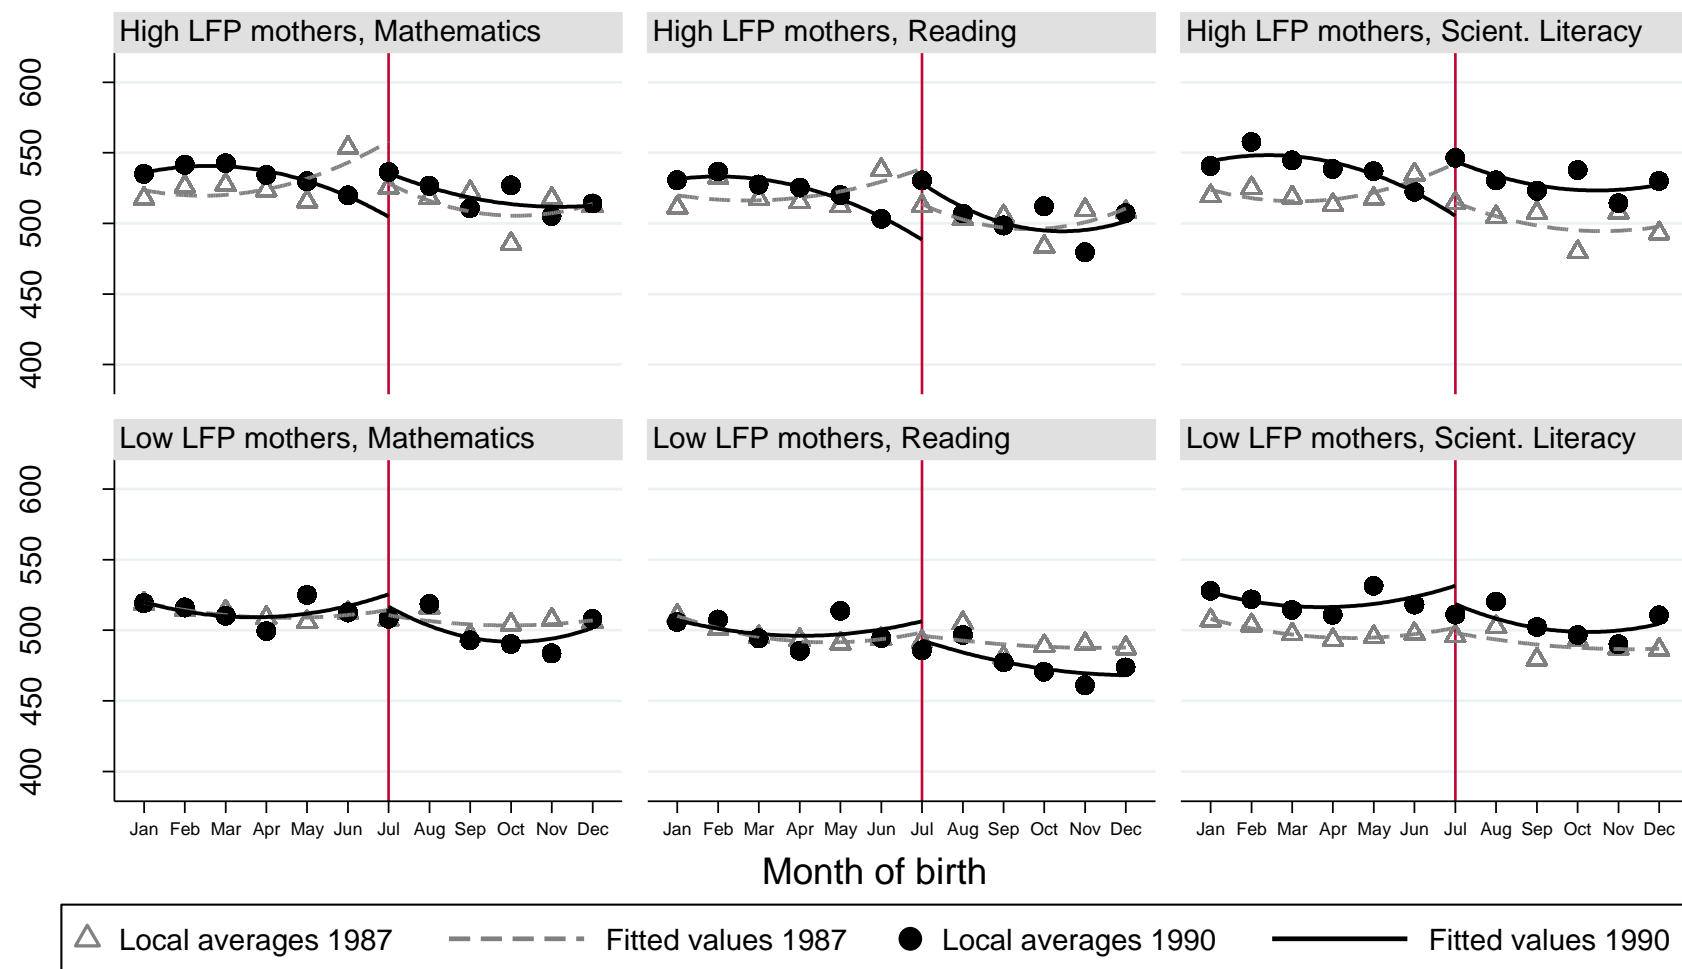 High LFP mothers, Mathematics
High LFP mothers, Reading
High LFP mothers, Scient. Literacy
600
550
500
450
400
Low LFP mothers, Mathematics
Low LFP mothers, Reading
Low LFP mothers, Scient. Literacy
600
550
500
450
400
Jan Feb Mar Apr May Jun Jul Aug Sep Oct Nov Dec
Jan Feb Mar Apr May Jun Jul Aug Sep Oct Nov Dec
Jan Feb Mar Apr May Jun Jul Aug Sep Oct Nov Dec
Month of birth
Local averages 1987 Fitted values 1987 Local averages 1990 Fitted values 1990